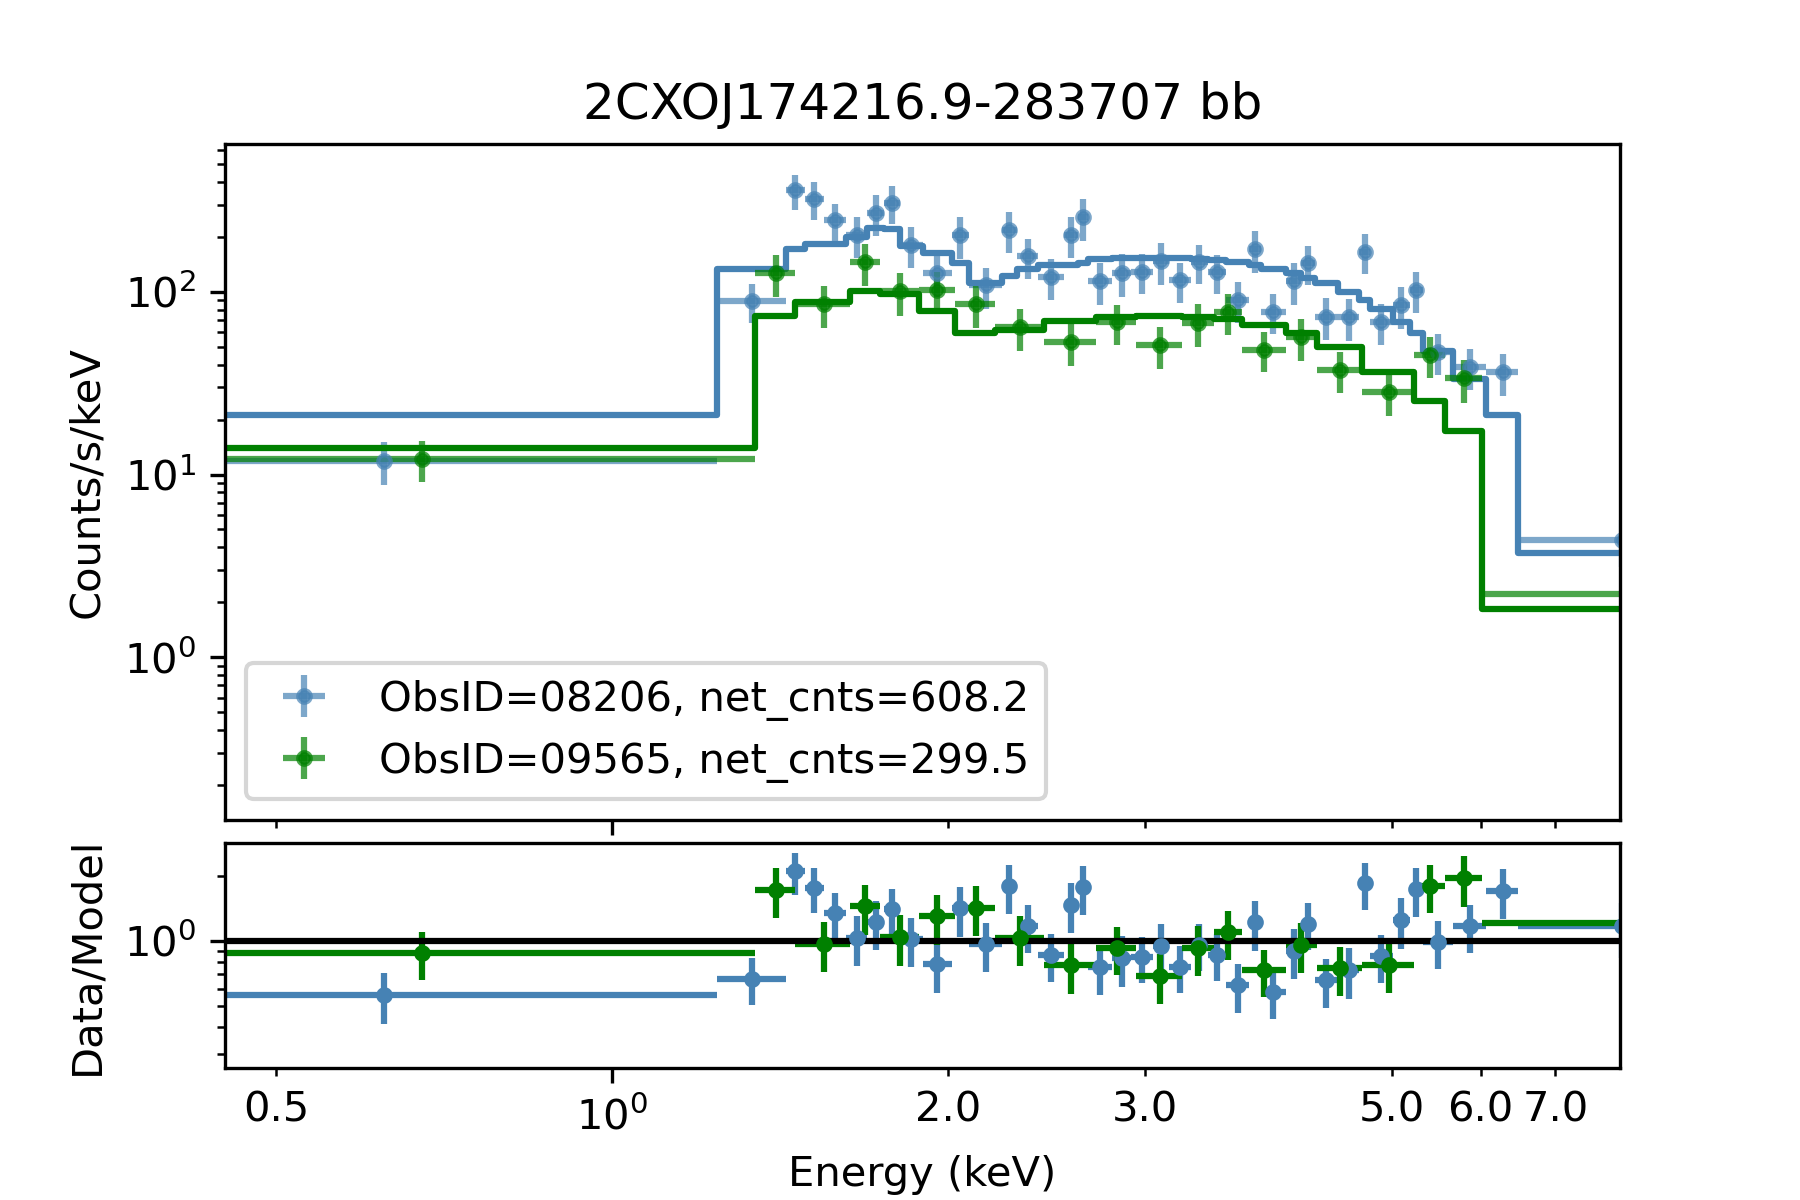 2CXOJ174216.9-283707 bb
Counts/s/keV
10²
10¹
10⁰
ObsID=08206, net_cnts=608.2
ObsID=09565, net_cnts=299.5
Data/Model
10⁰
0.5 10⁰ 2.0 3.0 5.0 6.0 7.0
Energy (keV)